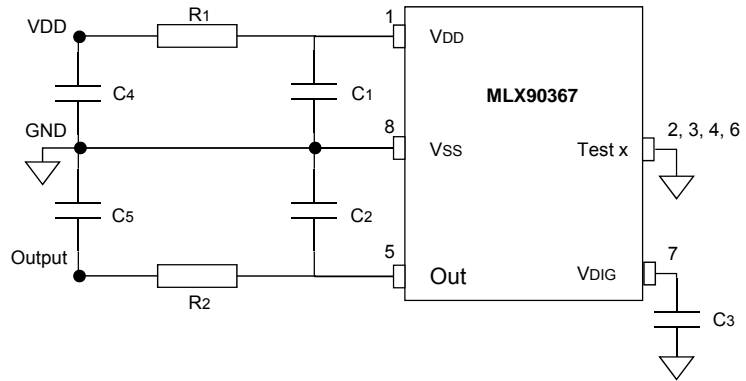 R1
VDD
1
VDD
C4
C1
MLX90367
GND
8
VSS
2, 3, 4, 6
Test x
C5
C2
Output
5
Out
7
VDIG
R2
C3